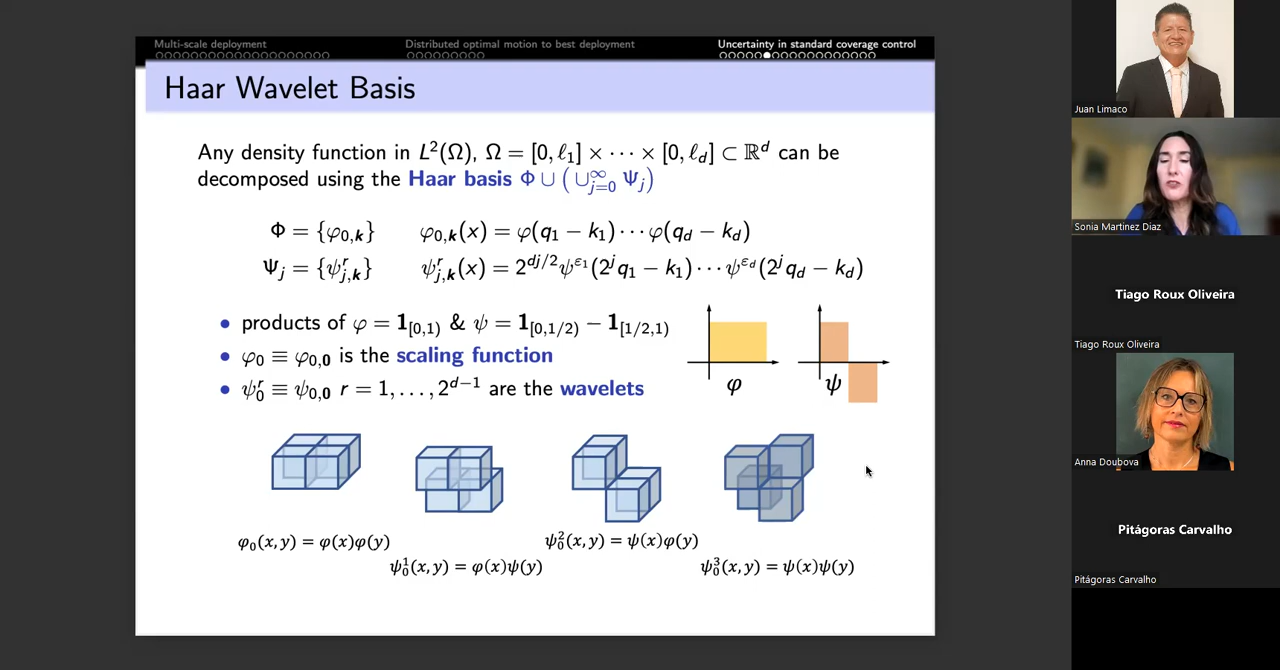 Multi-scale deployment
Distributed optimal motion to best deployment
Uncertainty in standard coverage control
Haar Wavelet Basis
Any density function in L²(Ω), Ω = [0, ℓ₁] × ⋯ × [0, ℓ_d] ⊂ ℝᵈ can be
decomposed using the Haar basis Φ ∪ (∪_{j=0}^∞ Ψ_j)
Φ = {φ_{0,k}} φ_{0,k}(x) = φ(q₁ − k₁) ⋯ φ(q_d − k_d)
Ψ_j = {ψ^r_{j,k}} ψ^r_{j,k}(x) = 2^{dj/2} ψ^{ε₁}(2^j q₁ − k₁) ⋯ ψ^{ε_d}(2^j q_d − k_d)
• products of φ = 1_{[0,1)} & ψ = 1_{[0,1/2)} − 1_{[1/2,1)}
• φ₀ ≡ φ_{0,0} is the scaling function
• ψ^r_0 ≡ ψ_{0,0} r = 1, . . . , 2^{d−1} are the wavelets
φ
ψ
φ₀(x, y) = φ(x)φ(y)
ψ₀¹(x, y) = φ(x)ψ(y)
ψ₀²(x, y) = ψ(x)φ(y)
ψ₀³(x, y) = ψ(x)ψ(y)
Juan Limaco
Sonia Martinez Diaz
Tiago Roux Oliveira
Tiago Roux Oliveira
Anna Doubova
Pitágoras Carvalho
Pitágoras Carvalho